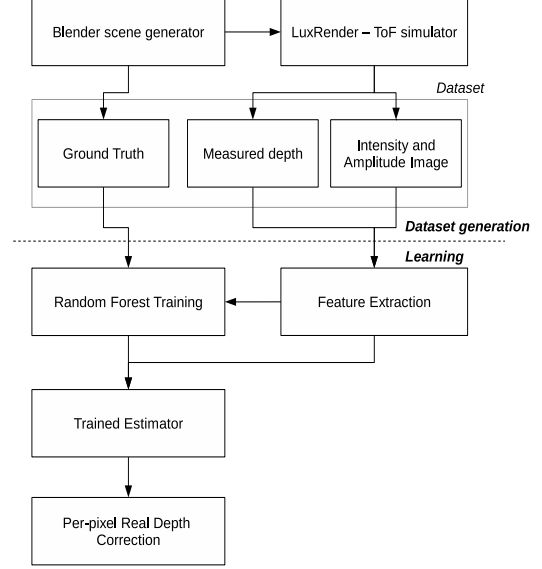 Blender scene generator
LuxRender – ToF simulator
Dataset
Ground Truth
Measured depth
Intensity and
Amplitude Image
Dataset generation
Learning
Random Forest Training
Feature Extraction
Trained Estimator
Per-pixel Real Depth
Correction